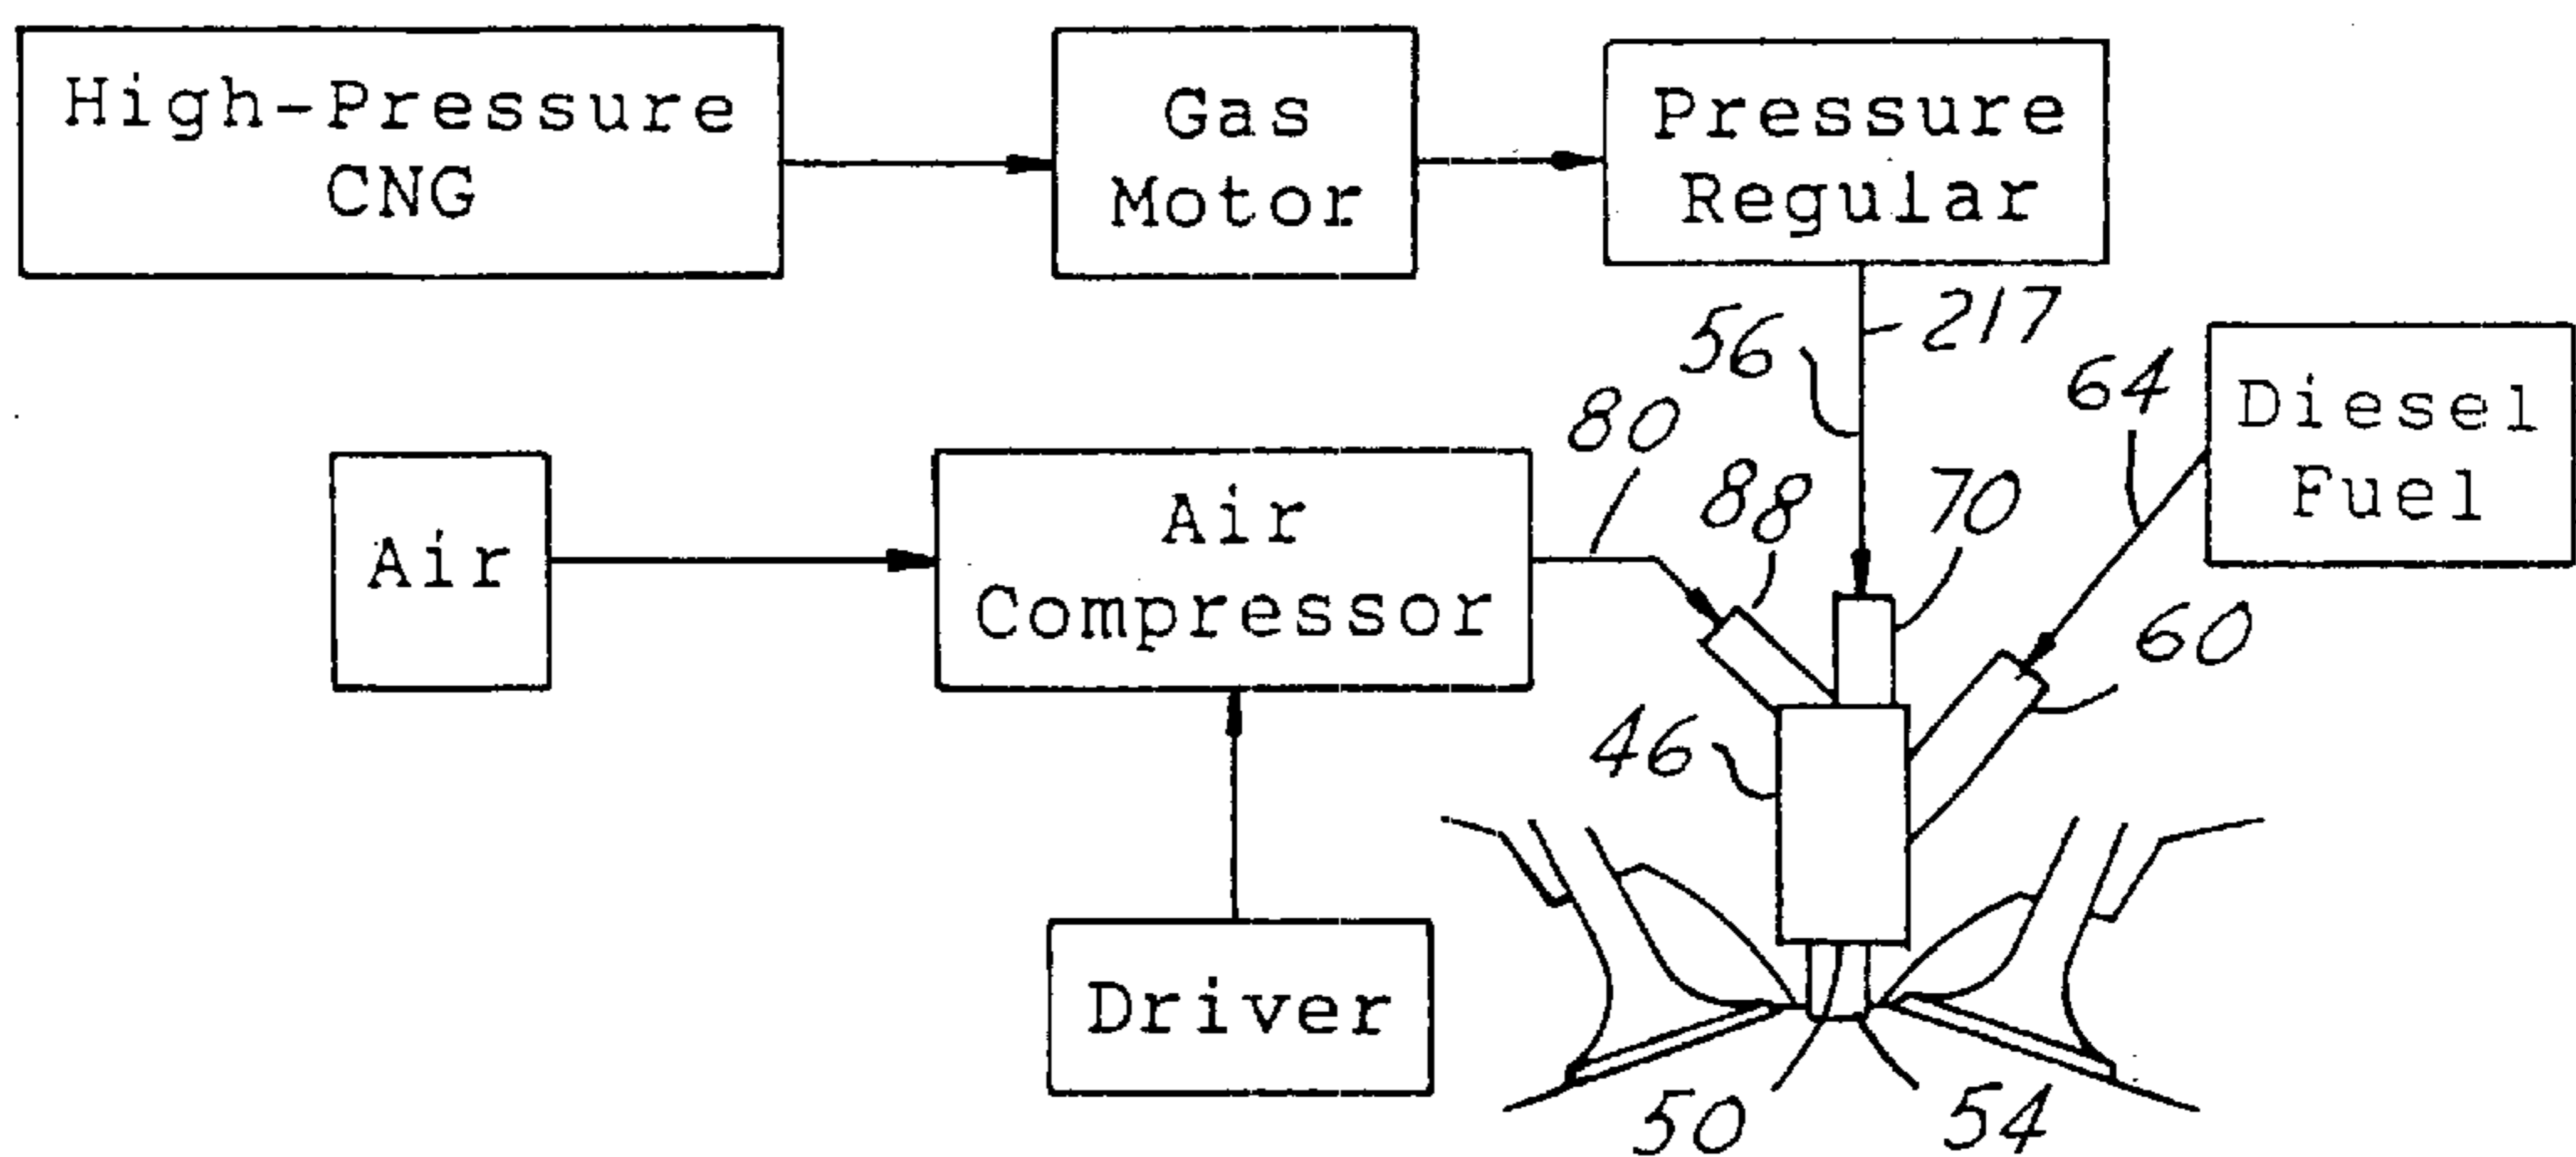 High-Pressure
CNG
Gas
Motor
Pressure
Regular
217
56
64
Diesel
Fuel
80
88
70
Air
Air
Compressor
60
46
Driver
50
54